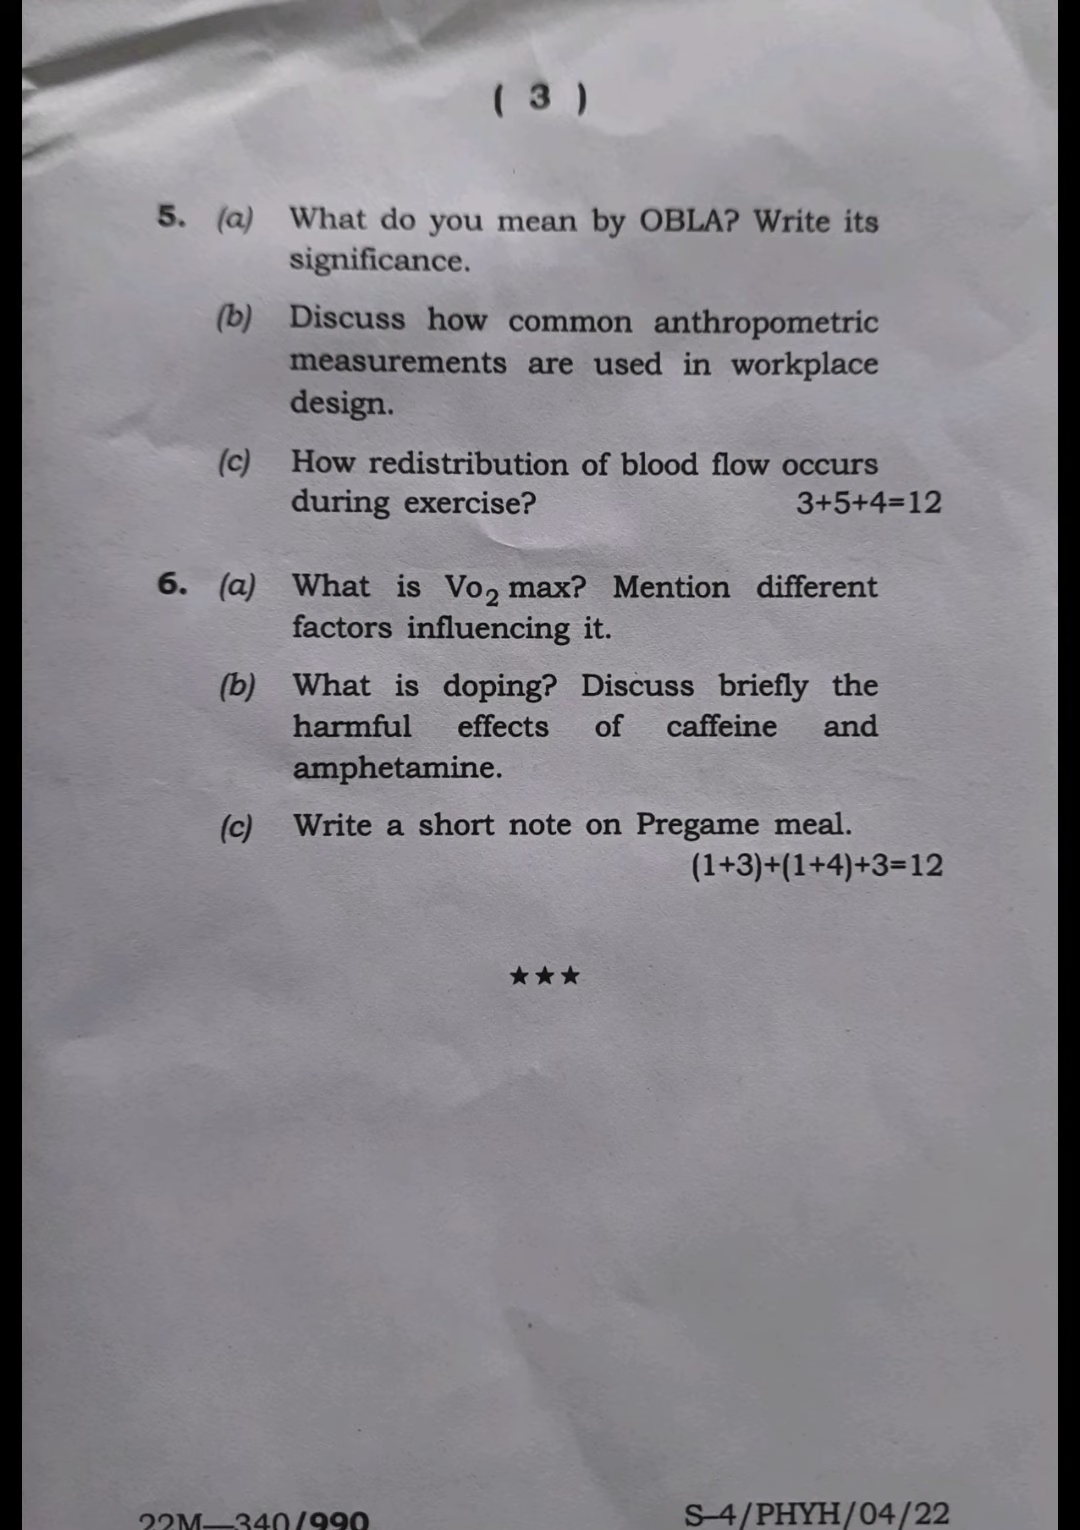 ( 3 )
5. (a) What do you mean by OBLA? Write its
significance.
(b) Discuss how common anthropometric
measurements are used in workplace
design.
(c) How redistribution of blood flow occurs
during exercise? 3+5+4=12
6. (a) What is Vo₂ max? Mention different
factors influencing it.
(b) What is doping? Discuss briefly the
harmful effects of caffeine and
amphetamine.
(c) Write a short note on Pregame meal.
(1+3)+(1+4)+3=12
★★★
22M—340/990 S-4/PHYH/04/22